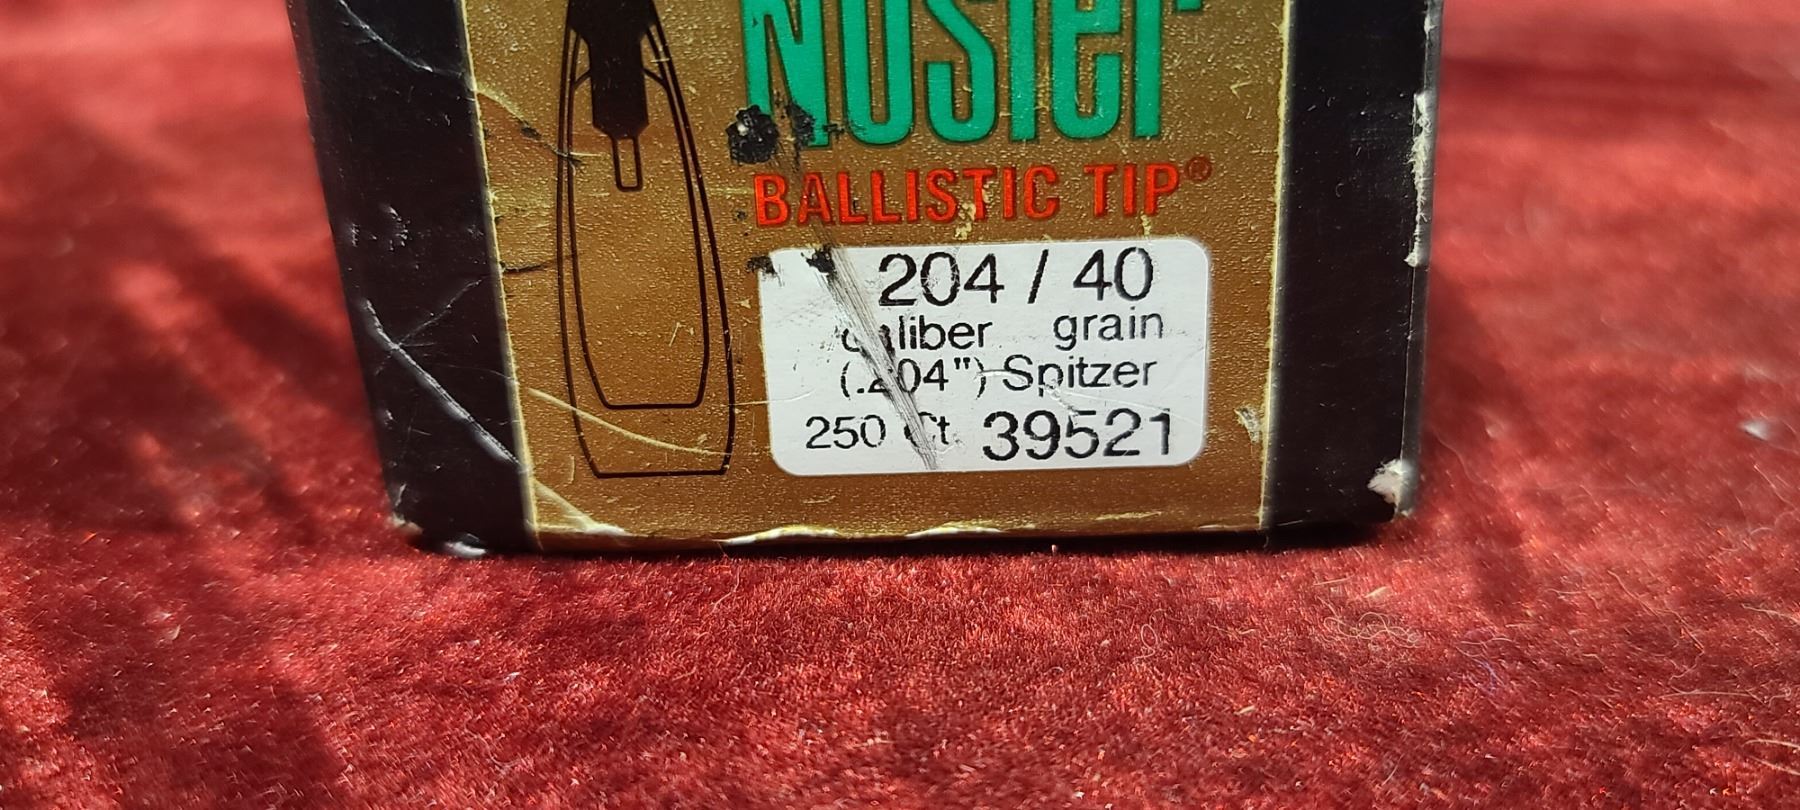 Nosler
BALLISTIC TIP®
204 / 40
caliber grain
(.204") Spitzer
250 Ct. 39521